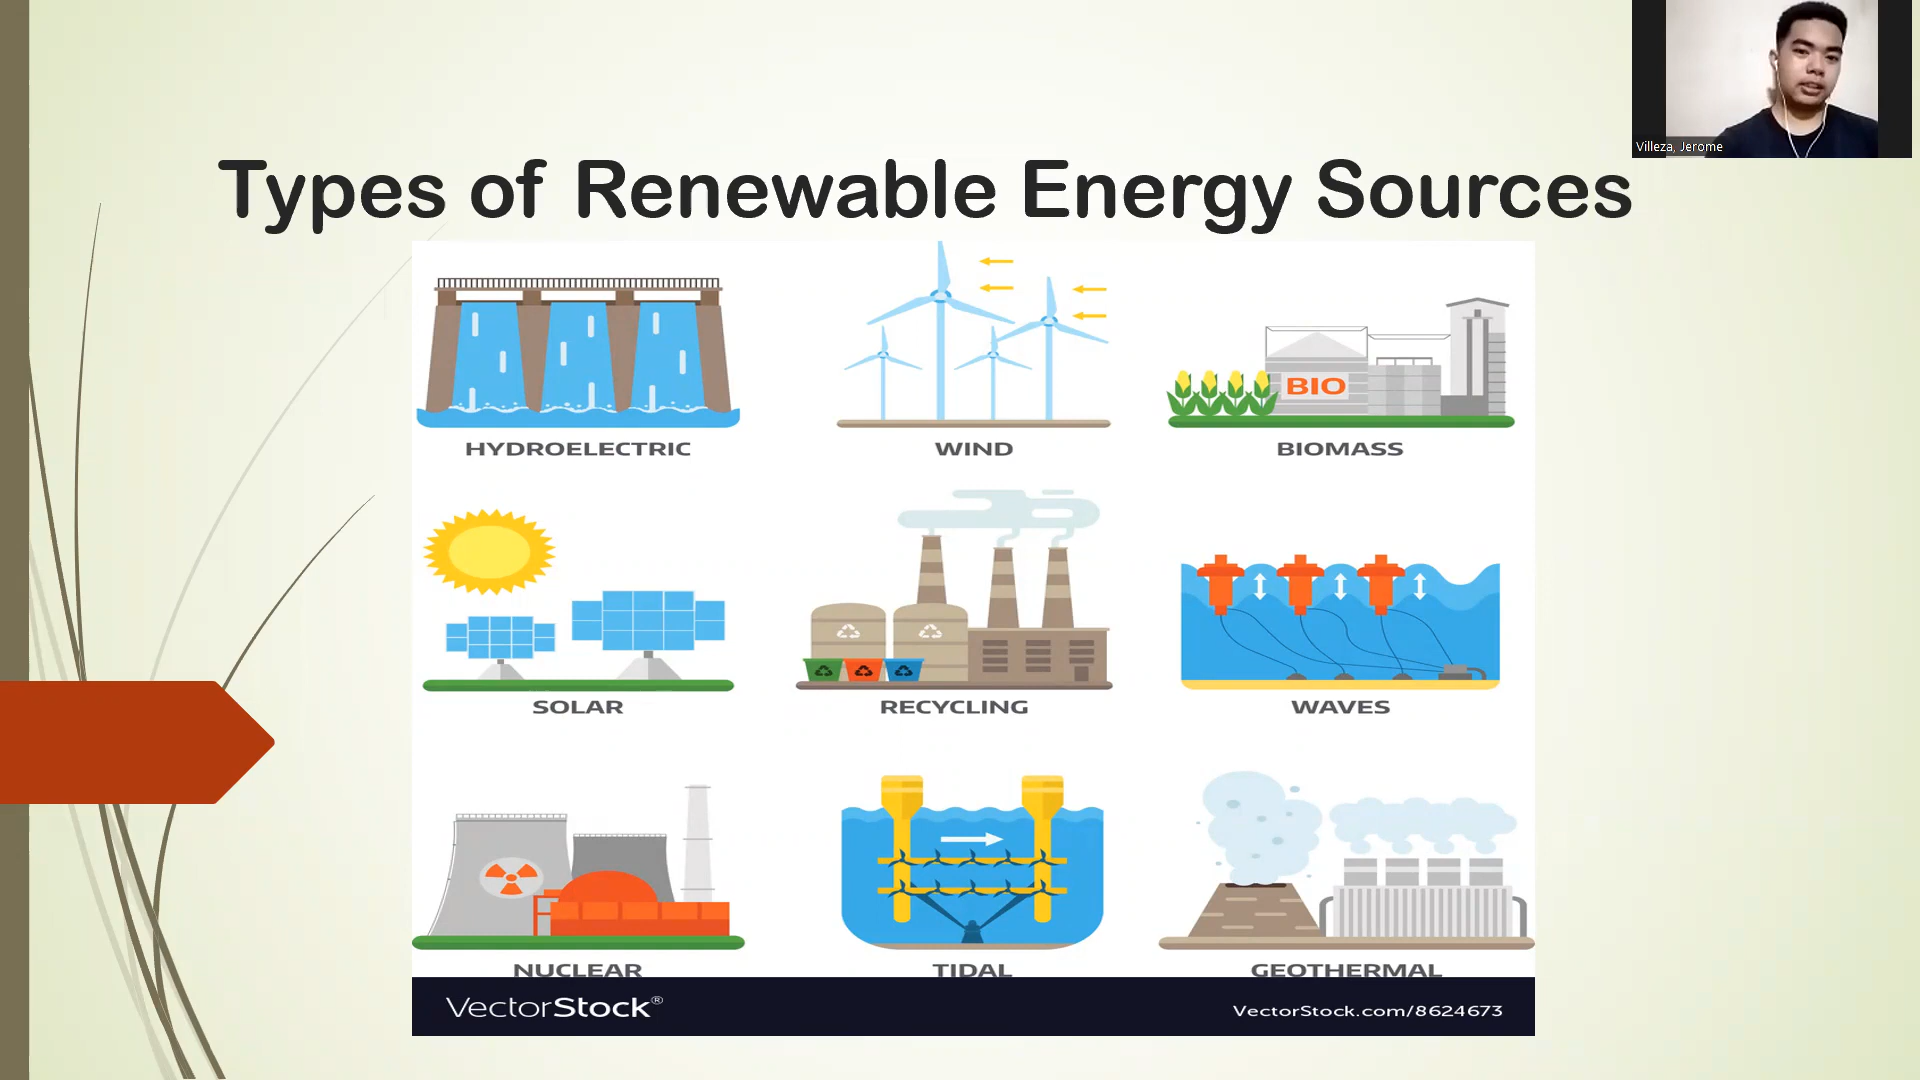 Villeza, Jerome
Types of Renewable Energy Sources
BIO
HYDROELECTRIC
WIND
BIOMASS
SOLAR
RECYCLING
WAVES
NUCLEAR
TIDAL
GEOTHERMAL
VectorStock®
VectorStock.com/8624673